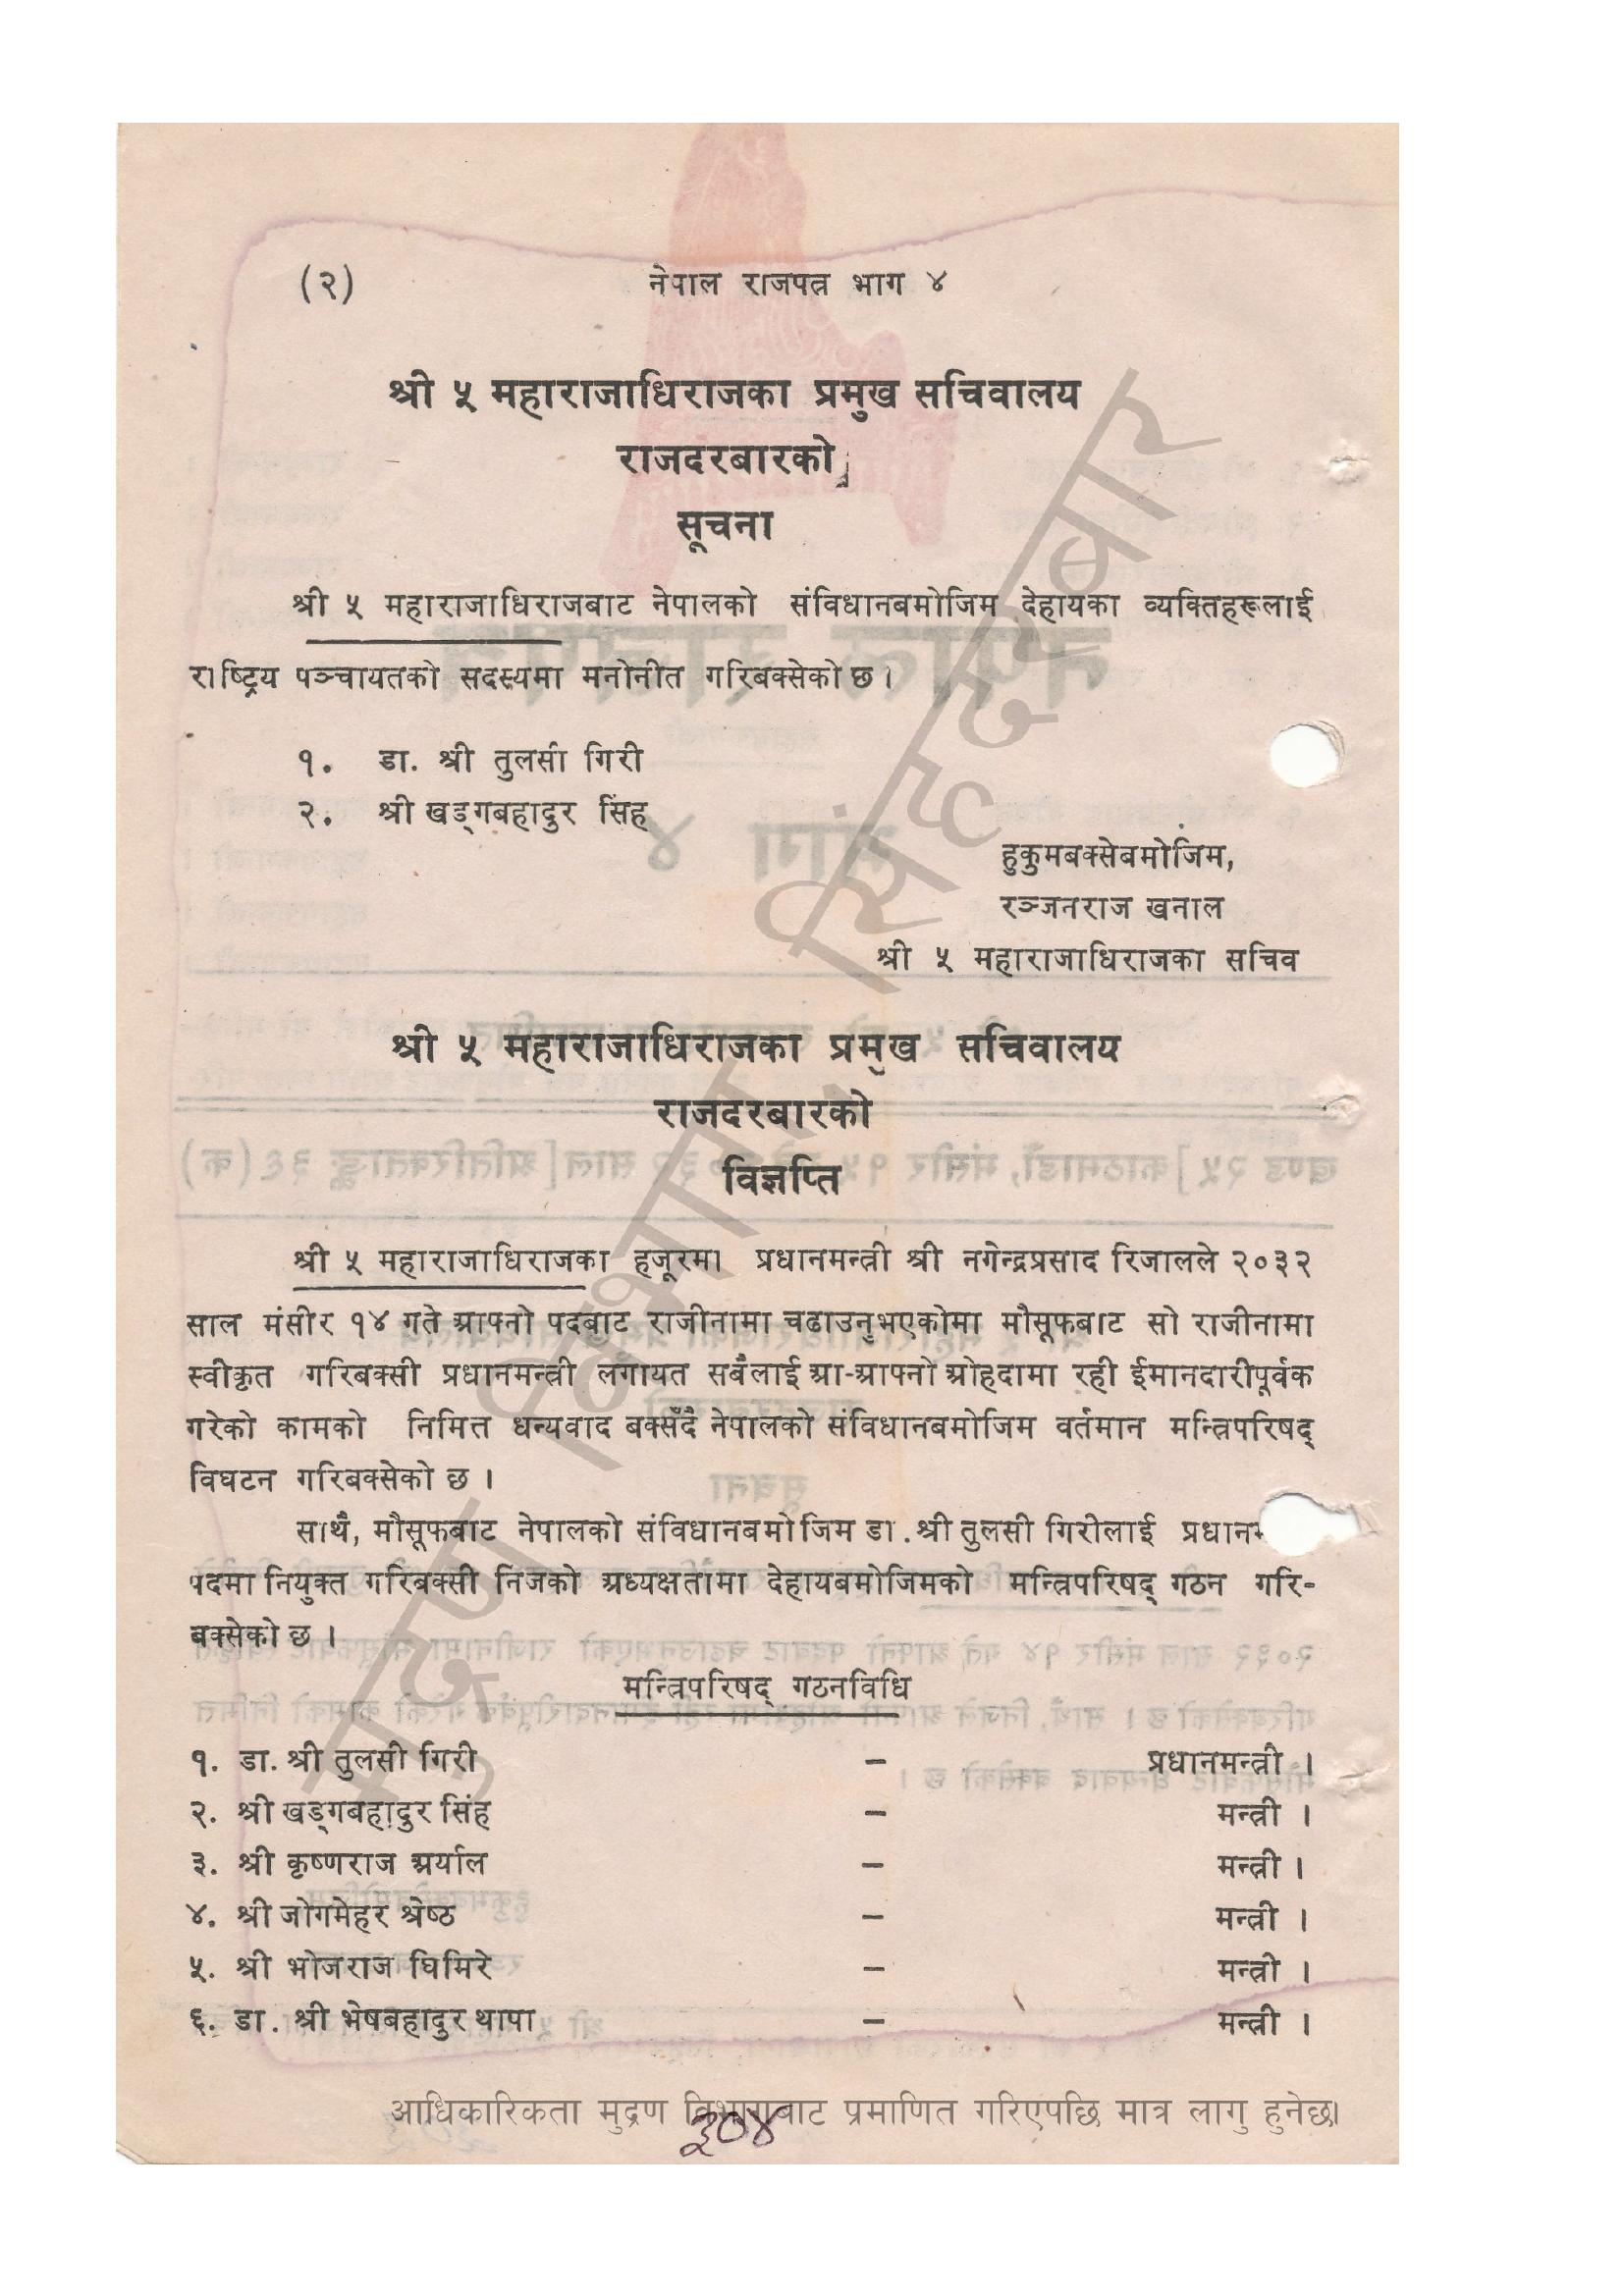 (२) नेपाल राजपत्र भाग ४
श्री ५ महाराजाधिराजका प्रमुख सचिवालय
राजदरबारको
सूचना
श्री ५ महाराजाधिराजबाट नेपालको संविधानबमोजिम देहायका व्यक्तिहरूलाई
राष्ट्रिय पञ्चायतको सदस्यमा मनोनीत गरिबक्सेको छ ।
१. डा. श्री तुलसी गिरी
२. श्री खड्गबहादुर सिंह
हुकुमबक्सेबमोजिम,
रञ्जनराज खनाल
श्री ५ महाराजाधिराजका सचिव
श्री ५ महाराजाधिराजका प्रमुख सचिवालय
राजदरबारको
विज्ञप्ति
श्री ५ महाराजाधिराजका हजूरमा प्रधानमन्त्री श्री नगेन्द्रप्रसाद रिजालले २०३२
साल मंसीर १४ गते आफ्नो पदबाट राजीनामा चढाउनुभएकोमा मौसूफबाट सो राजीनामा
स्वीकृत गरिबक्सी प्रधानमन्त्री लगायत सबैलाई आ-आफ्नो ओहदामा रही ईमानदारीपूर्वक
गरेको कामको निमित्त धन्यवाद बक्सँदै नेपालको संविधानबमोजिम वर्तमान मन्त्रिपरिषद्
विघटन गरिबक्सेको छ ।
साथै, मौसूफबाट नेपालको संविधानबमोजिम डा. श्री तुलसी गिरीलाई
पदमा नियुक्त गरिबक्सी निजको अध्यक्षतामा देहायबमोजिमको मन्त्रिपरिषद् गठन गरि-
बक्सेको छ ।
मन्त्रिपरिषद् गठनविधि
१. डा. श्री तुलसी गिरी – प्रधानमन्त्री ।
२. श्री खड्गबहादुर सिंह – मन्त्री ।
३. श्री कृष्णराज अर्याल – मन्त्री ।
४. श्री जोगमेहर श्रेष्ठ – मन्त्री ।
५. श्री भोजराज घिमिरे – मन्त्री ।
६. डा. श्री भेषबहादुर थापा – मन्त्री ।
आधिकारिकता मुद्रण विभागबाट प्रमाणित गरिएपछि मात्र लागु हुनेछ।
३०४
मुद्रण विभाग, सिंहदरबार